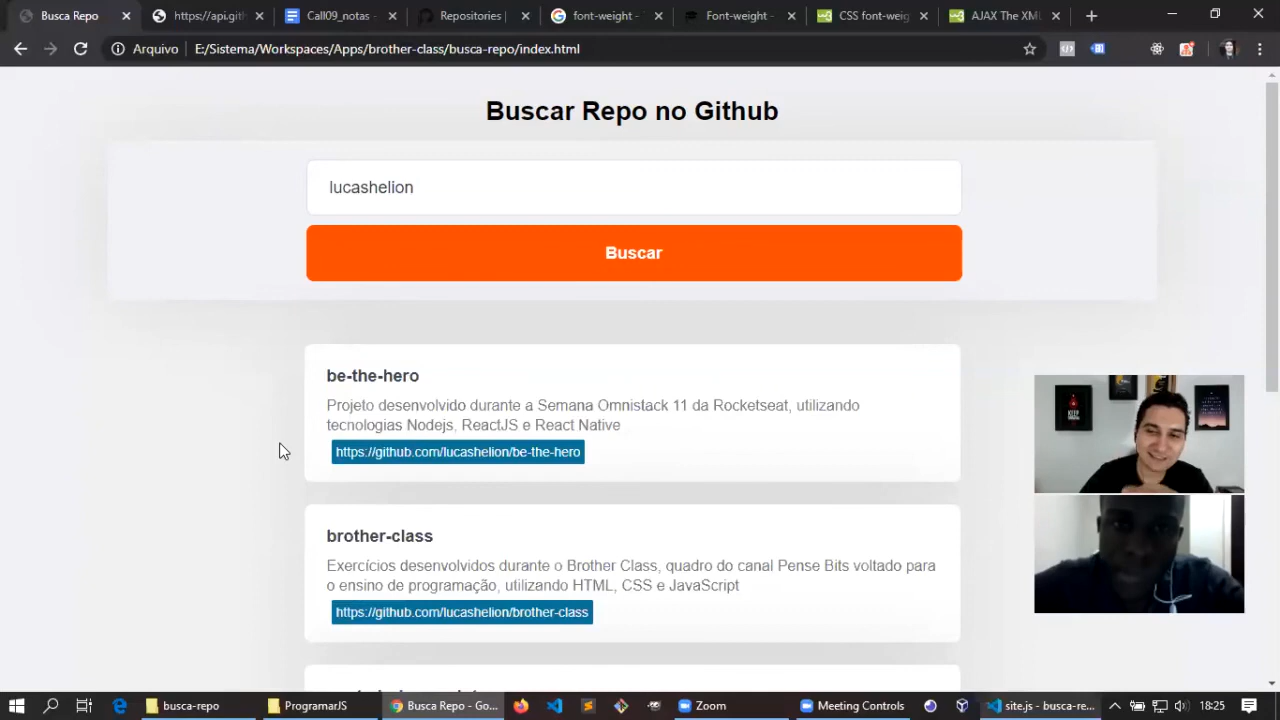 Busca Repo
https://api.gith
Call09_notas -
Repositories
font-weight -
Font-weight -
CSS font-weig
AJAX The XML
Arquivo
E:/Sistema/Workspaces/Apps/brother-class/busca-repo/index.html
Buscar Repo no Github
lucashelion
Buscar
be-the-hero
Projeto desenvolvido durante a Semana Omnistack 11 da Rocketseat, utilizando
tecnologias Nodejs, ReactJS e React Native
https://github.com/lucashelion/be-the-hero
brother-class
Exercícios desenvolvidos durante o Brother Class, quadro do canal Pense Bits voltado para
o ensino de programação, utilizando HTML, CSS e JavaScript
https://github.com/lucashelion/brother-class
busca-repo
ProgramarJS
Busca Repo - Go...
Zoom
Meeting Controls
site.js - busca-re...
18:25